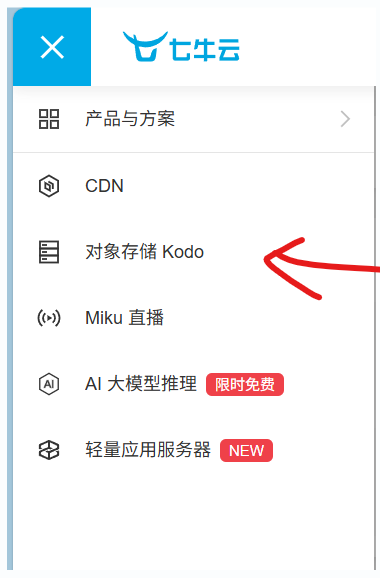 七牛云
产品与方案
CDN
对象存储 Kodo
Miku 直播
AI 大模型推理 限时免费
轻量应用服务器 NEW